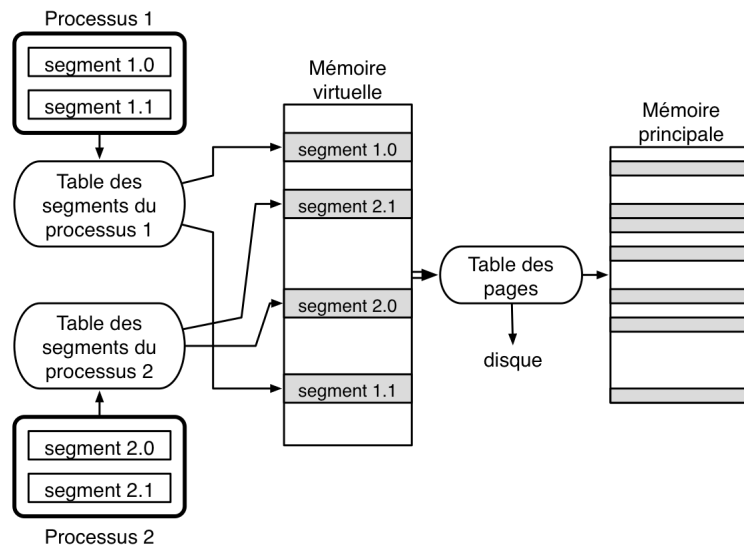 Processus 1
segment 1.0
segment 1.1
Table des
segments du
processus 1
Table des
segments du
processus 2
segment 2.0
segment 2.1
Processus 2
Mémoire
virtuelle
segment 1.0
segment 2.1
segment 2.0
segment 1.1
Table des
pages
disque
Mémoire
principale